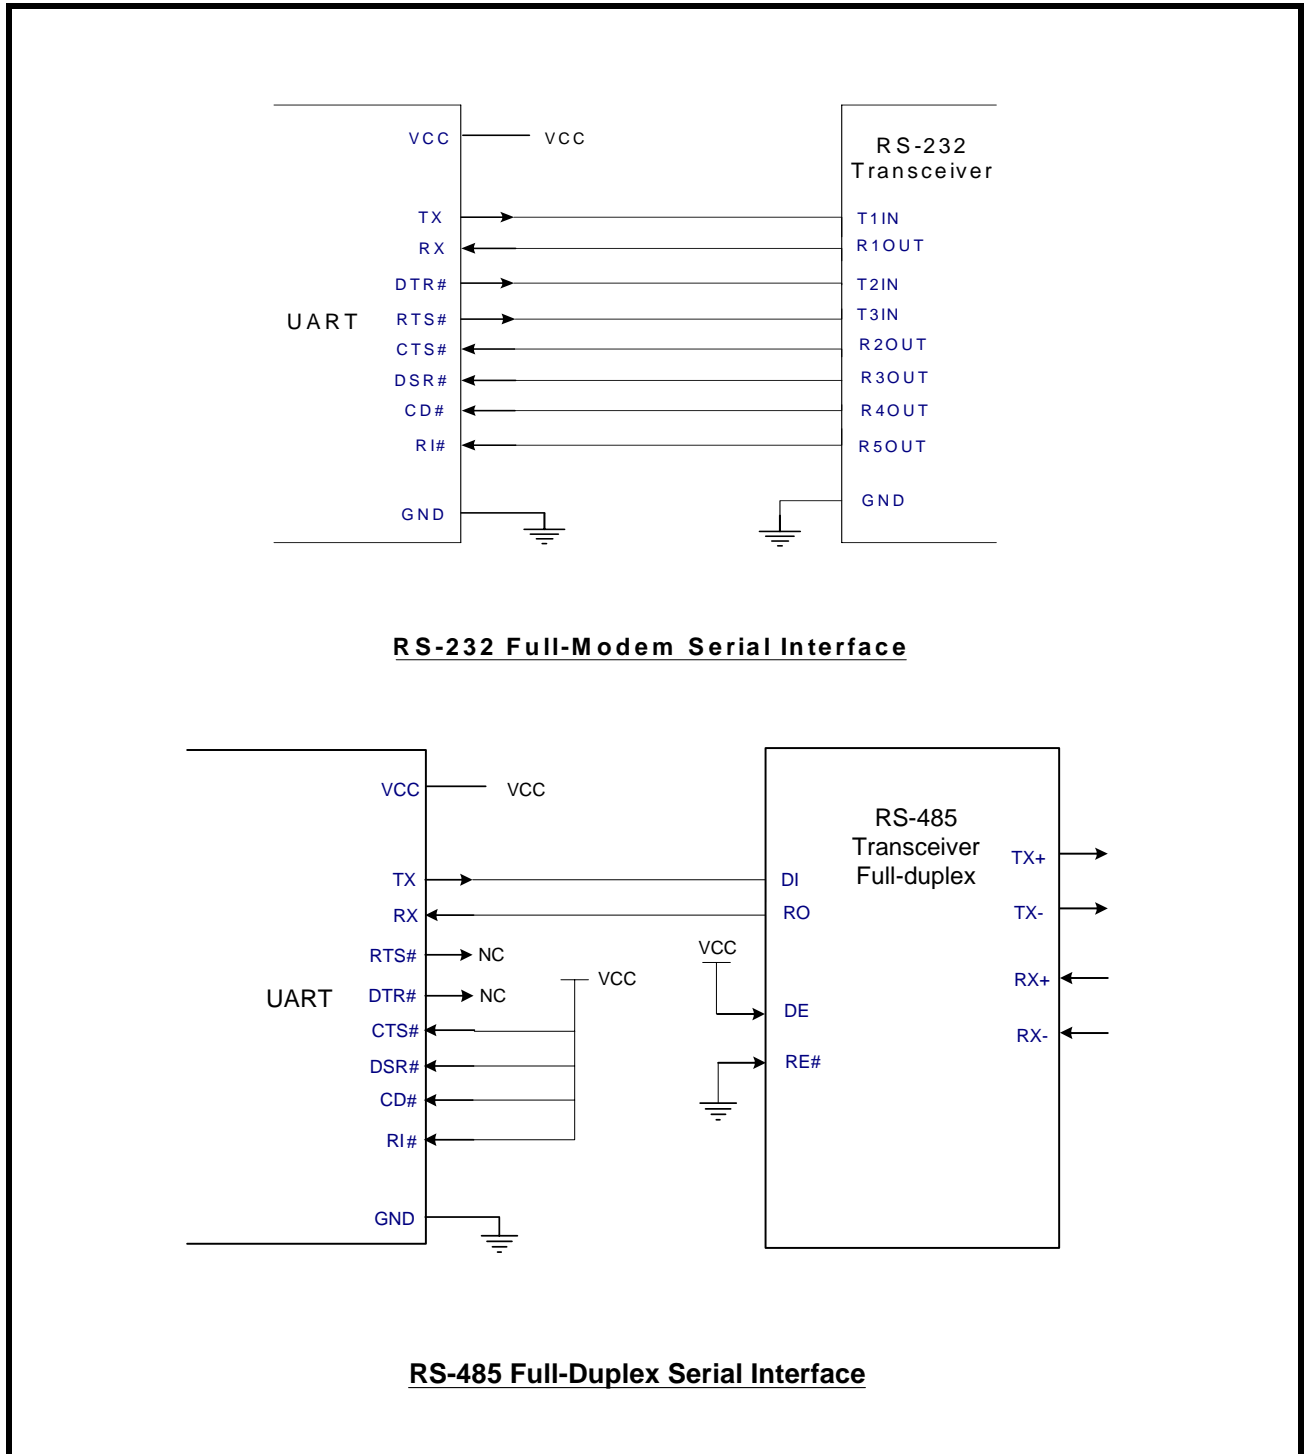 VCC
VCC
RS-232
Transceiver
TX
T1IN
RX
R1OUT
DTR#
T2IN
UART
RTS#
T3IN
CTS#
R2OUT
DSR#
R3OUT
CD#
R4OUT
RI#
R5OUT
GND
GND
RS-232 Full-Modem Serial Interface
VCC
VCC
RS-485
Transceiver
Full-duplex
TX+
TX
DI
RX
RO
TX-
RTS#
NC
VCC
VCC
RX+
UART
DTR#
NC
DE
CTS#
RX-
DSR#
RE#
CD#
RI#
GND
RS-485 Full-Duplex Serial Interface